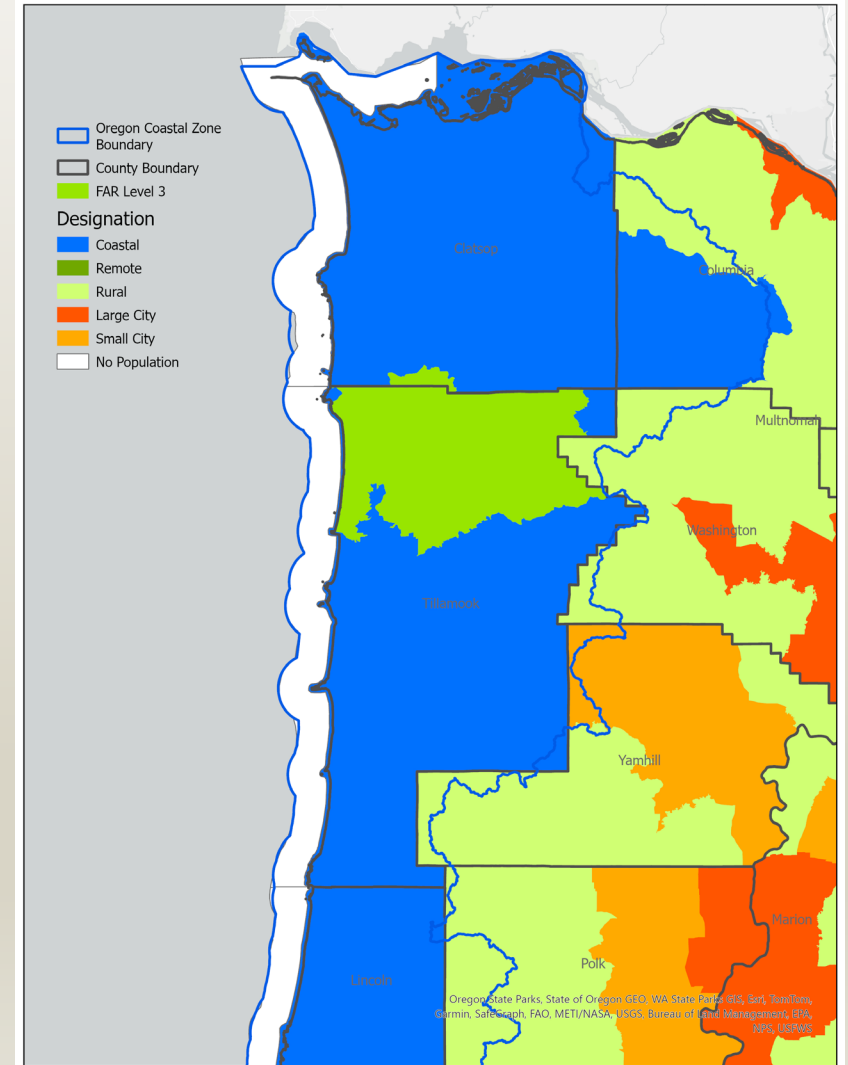 Oregon Coastal Zone
Boundary
County Boundary
FAR Level 3
Designation
Coastal
Remote
Rural
Large City
Small City
No Population
Clatsop
Columbia
Multnomah
Washington
Tillamook
Yamhill
Marion
Polk
Lincoln
Oregon State Parks, State of Oregon GEO, WA State Parks GIS, Esri, TomTom,
Garmin, SafeGraph, FAO, METI/NASA, USGS, Bureau of Land Management, EPA,
NPS, USFWS